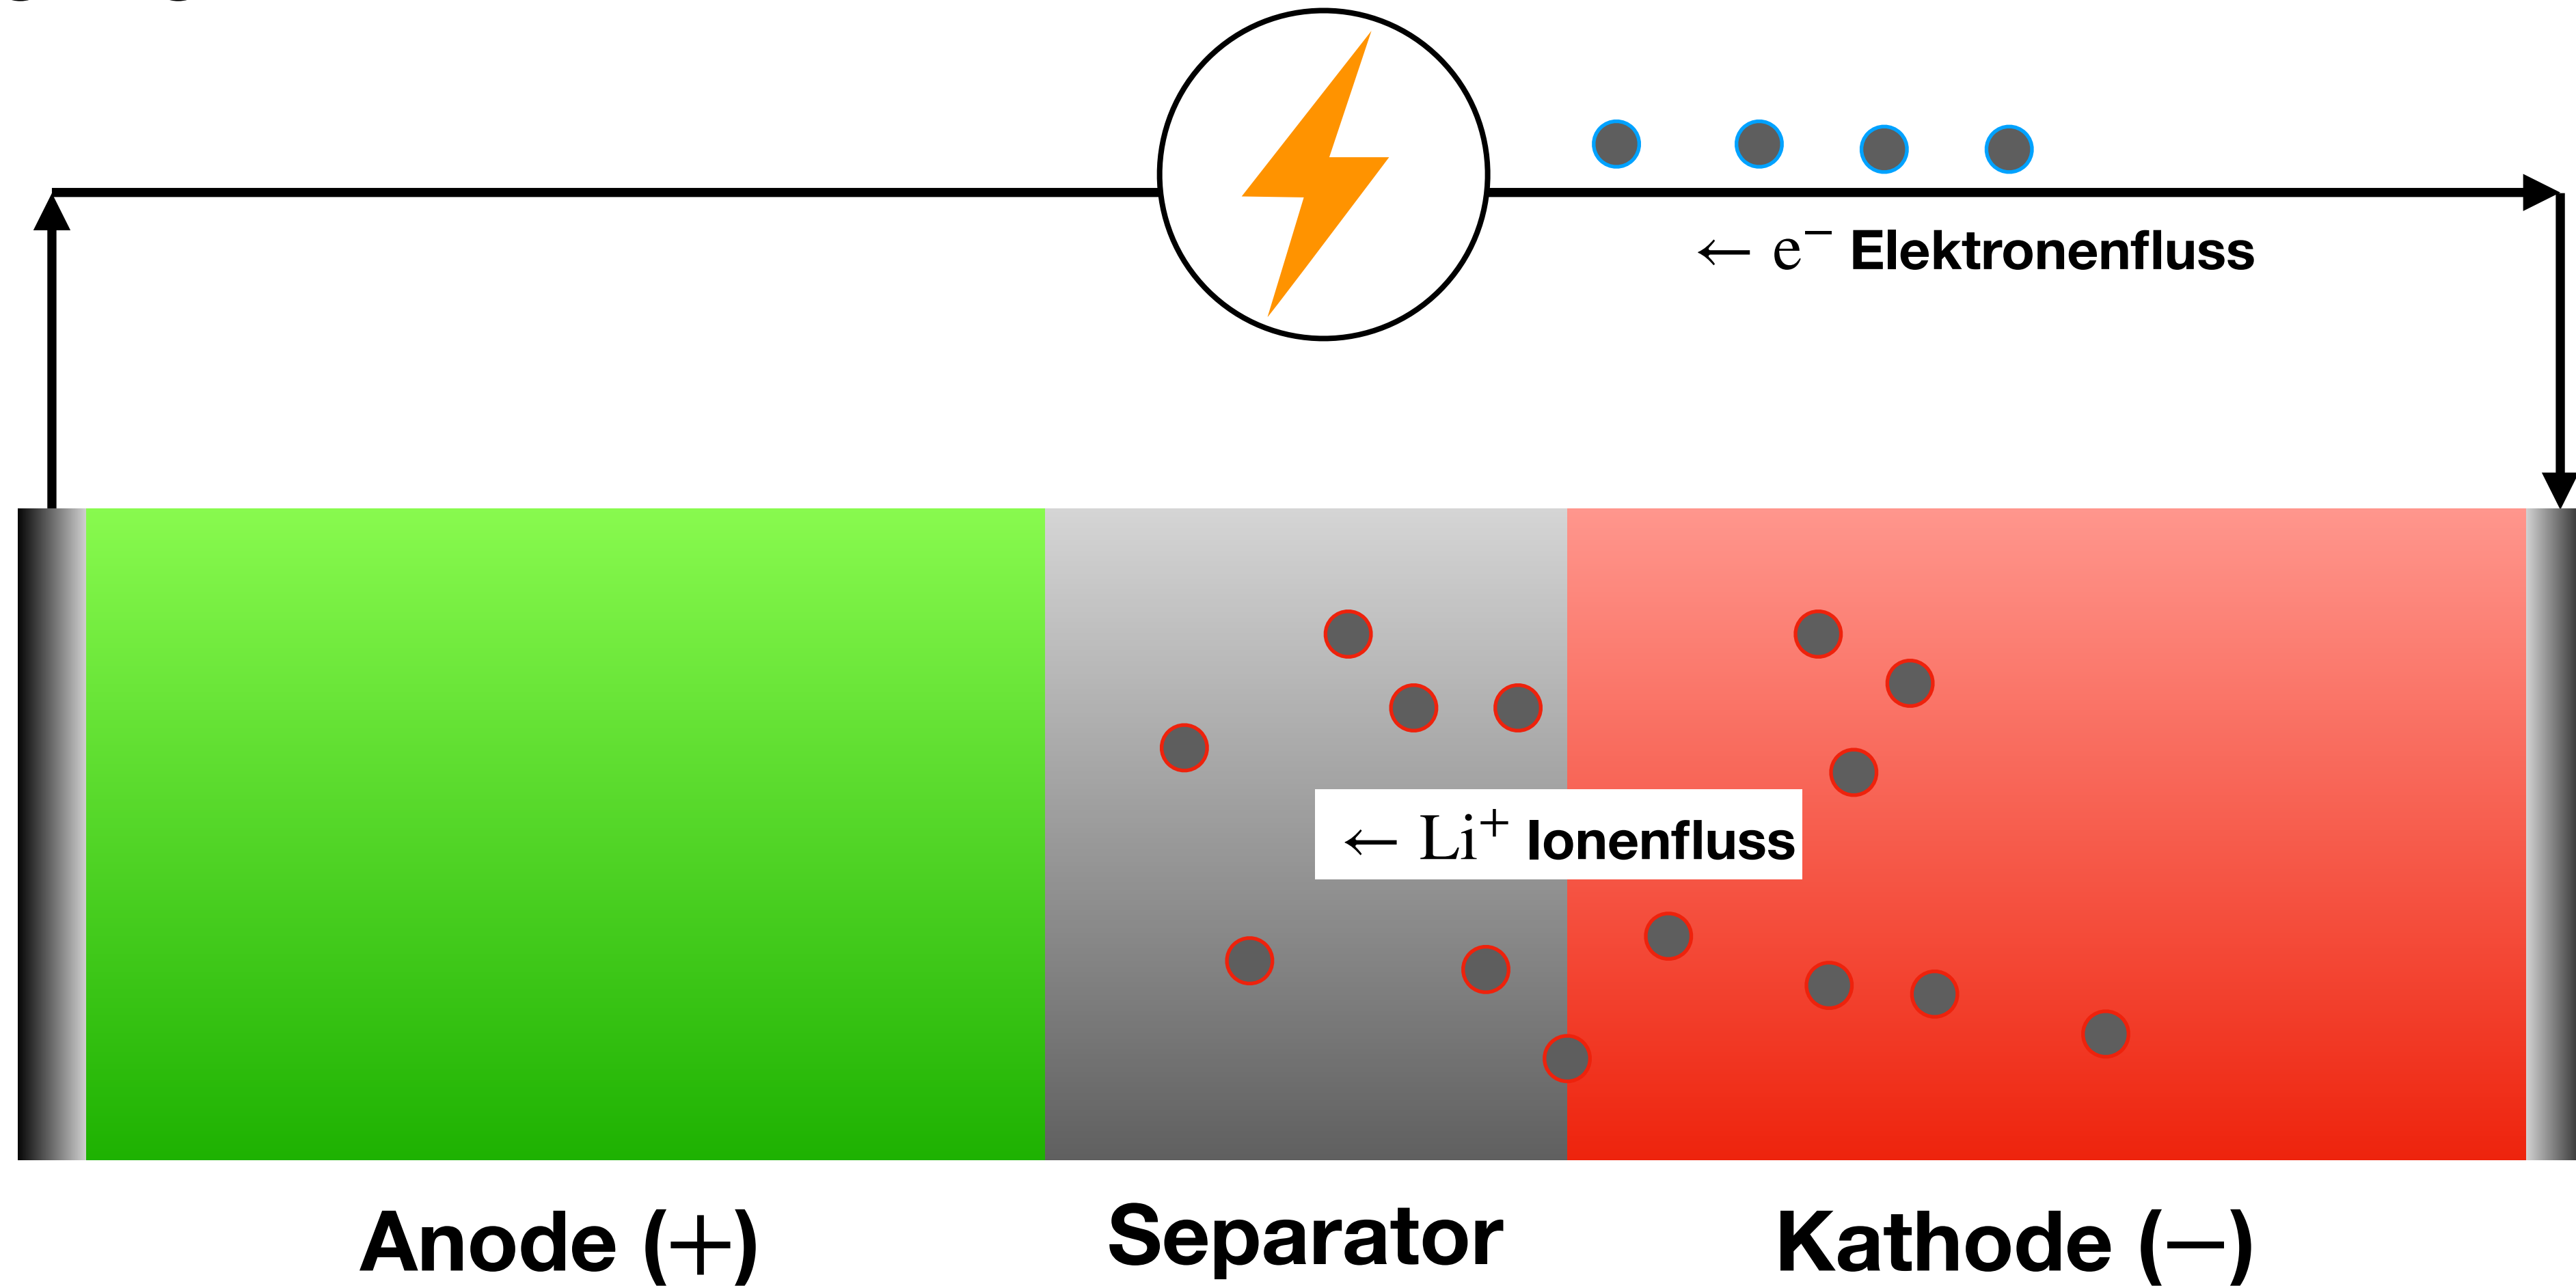 ← e⁻ Elektronenfluss
← Li⁺ Ionenfluss
Anode (+)
Separator
Kathode (−)